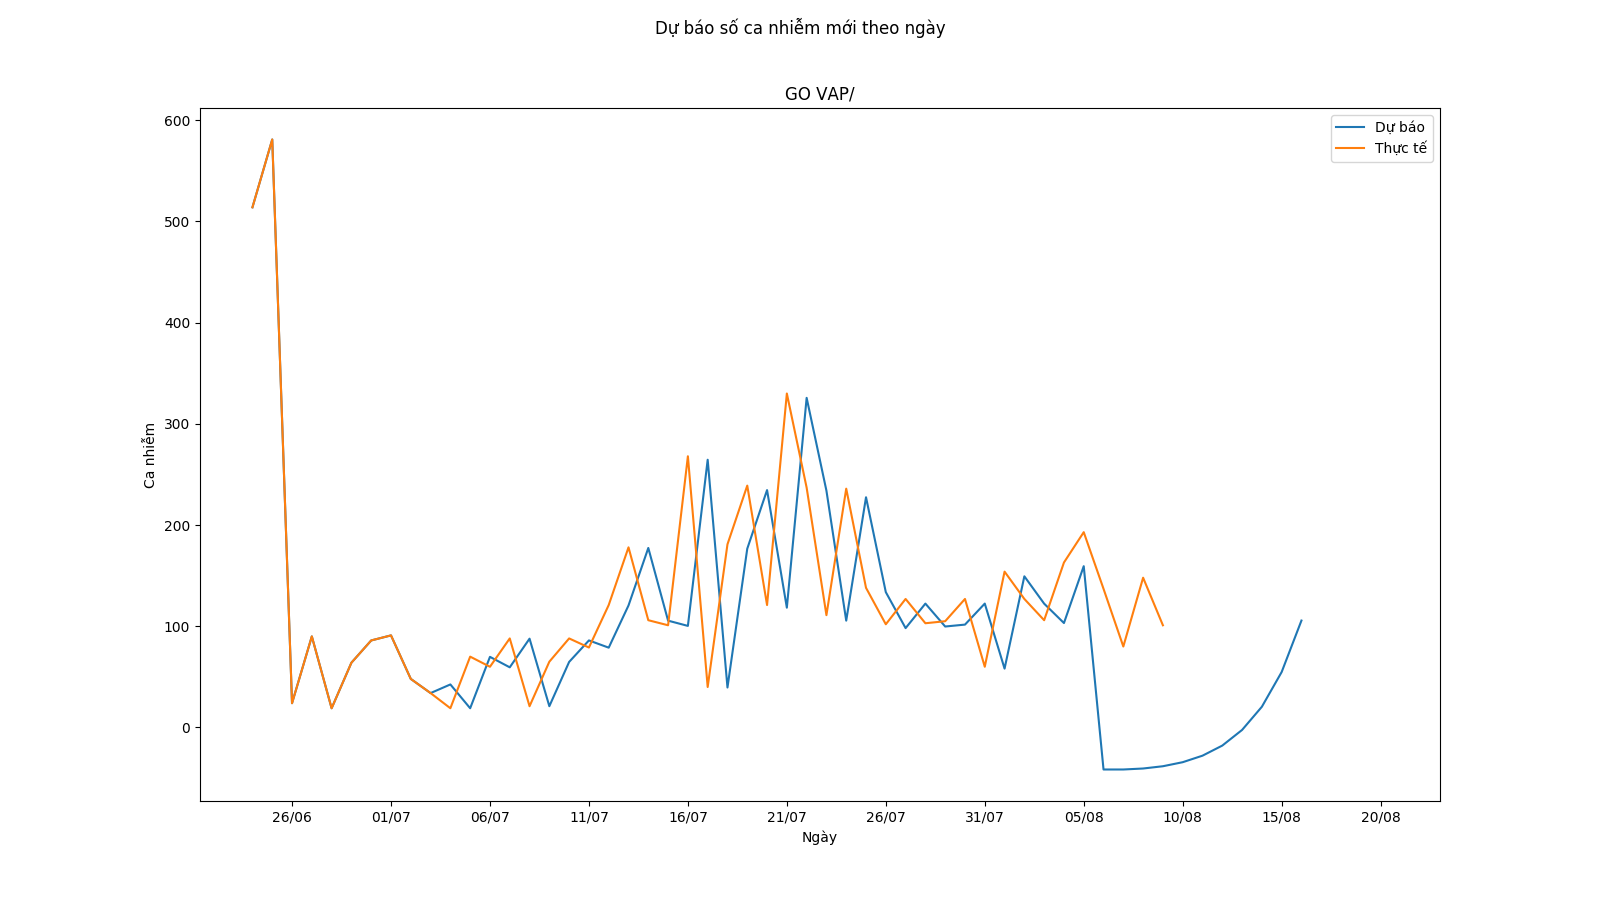 Dự báo số ca nhiễm mới theo ngày
GO VAP/
Dự báo
Thực tế
600
500
400
300
200
100
0
Ca nhiễm
26/06 01/07 06/07 11/07 16/07 21/07 26/07 31/07 05/08 10/08 15/08 20/08
Ngày